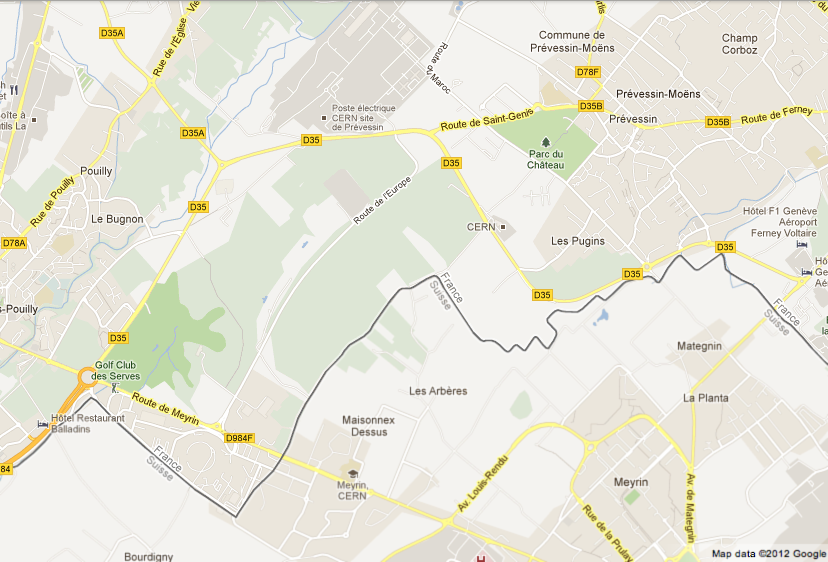 Commune de
Prévessin-Moëns
D35A
Rue de l'Église
Route du Maroc
Champ
Corboz
D78F
Prévessin-Moëns
Poste électrique
CERN site
de Prévessin
D35B
Route de Saint-Genis
D35B
Route de Ferney
Prévessin
D35A
D35
D35
Parc du
Château
Pouilly
Rue de Pouilly
Route de l'Europe
Le Bugnon
D35
CERN
Les Pugins
Hôtel F1 Genève
Aéroport
Ferney Voltaire
D78A
D35
D35
D35
France
Suisse
s-Pouilly
France
Suisse
D35
Mategnin
Golf Club
des Serves
Les Arbères
La Planta
Route de Meyrin
Hôtel Restaurant
Balladins
Maisonnex
Dessus
D984F
France
Suisse
84
Meyrin,
CERN
Av. Louis-Rendu
Meyrin
Av. de Mategnin
Rue de la Prulay
Bourdigny
H
Map data ©2012 Google